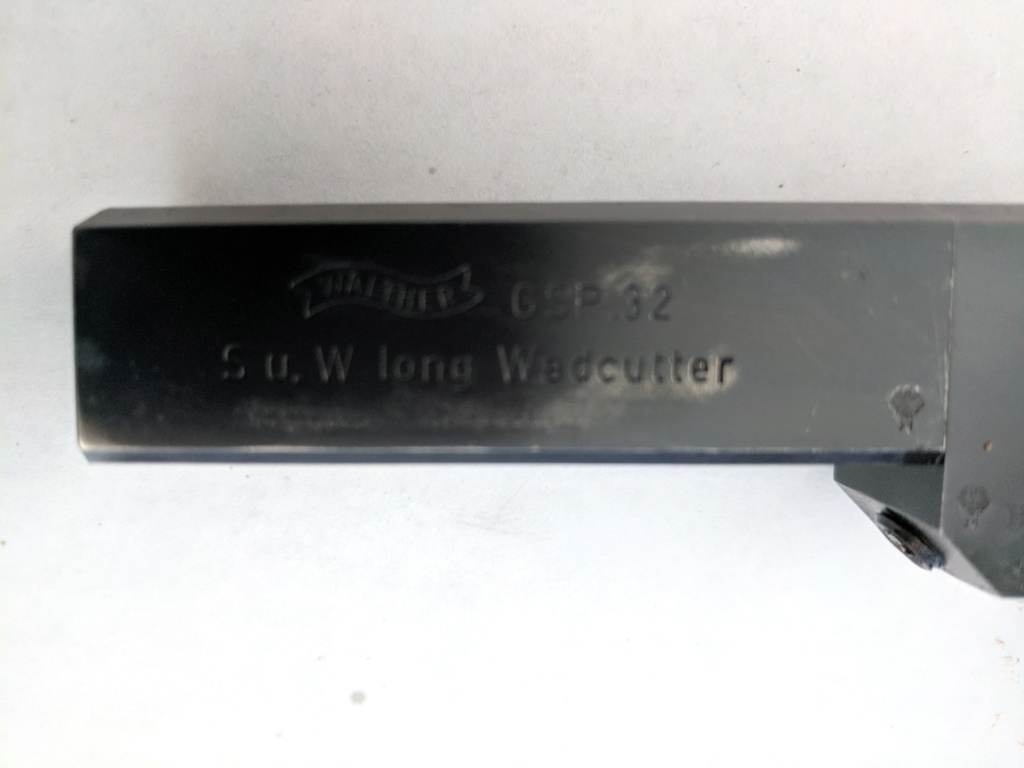 WALTHER GSP .32
S u. W long Wadcutter